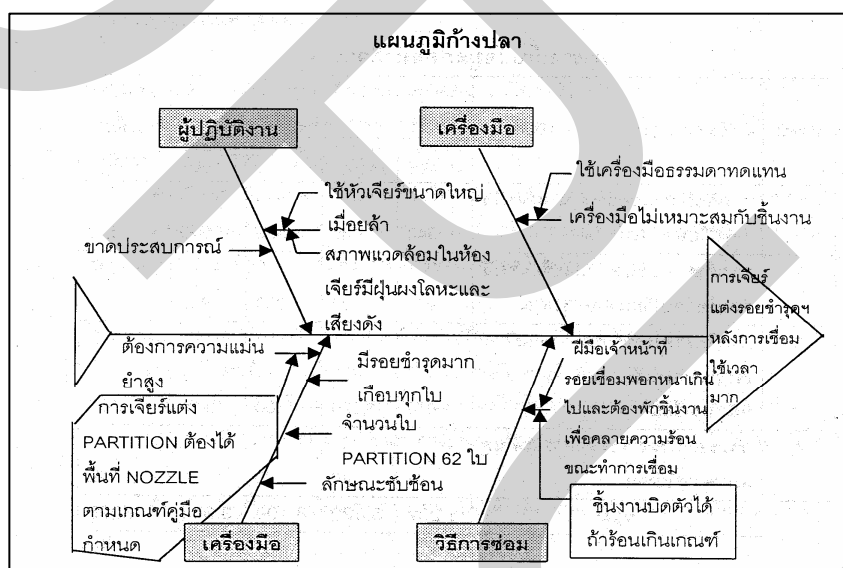 แผนภูมิก้างปลา
ผู้ปฏิบัติงาน
เครื่องมือ
ใช้หัวเจียร์ขนาดใหญ่
เมื่อยล้า
ขาดประสบการณ์
สภาพแวดล้อมในห้อง
เจียร์มีฝุ่นผงโลหะและ
เสียงดัง
ใช้เครื่องมือธรรมดาทดแทน
เครื่องมือไม่เหมาะสมกับชิ้นงาน
การเจียร์
แต่งรอยชำรุดฯ
หลังการเชื่อม
ใช้เวลา
มาก
ต้องการความแม่น
ยำสูง
การเจียร์แต่ง
PARTITION ต้องได้
พื้นที่ NOZZLE
ตามเกณฑ์คู่มือ
กำหนด
มีรอยชำรุดมาก
เกือบทุกใบ
จำนวนใบ
PARTITION 62 ใบ
ลักษณะซับซ้อน
เครื่องมือ
ฝีมือเจ้าหน้าที่
รอยเชื่อมพอกหนาเกิน
ไปและต้องพักชิ้นงาน
เพื่อคลายความร้อน
ขณะทำการเชื่อม
ชิ้นงานบิดตัวได้
ถ้าร้อนเกินเกณฑ์
วิธีการซ่อม